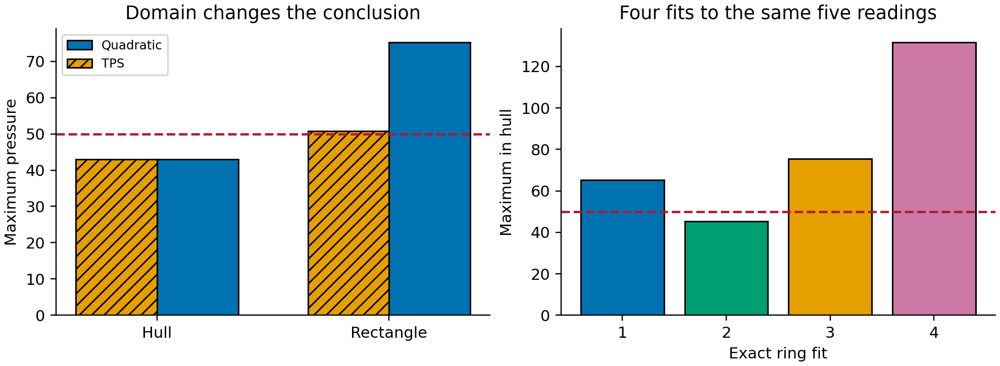 Domain changes the conclusion
Quadratic
TPS
Maximum pressure
70
60
50
40
30
20
10
0
Hull
Rectangle
Four fits to the same five readings
Maximum in hull
120
100
80
60
40
20
0
1
2
3
4
Exact ring fit